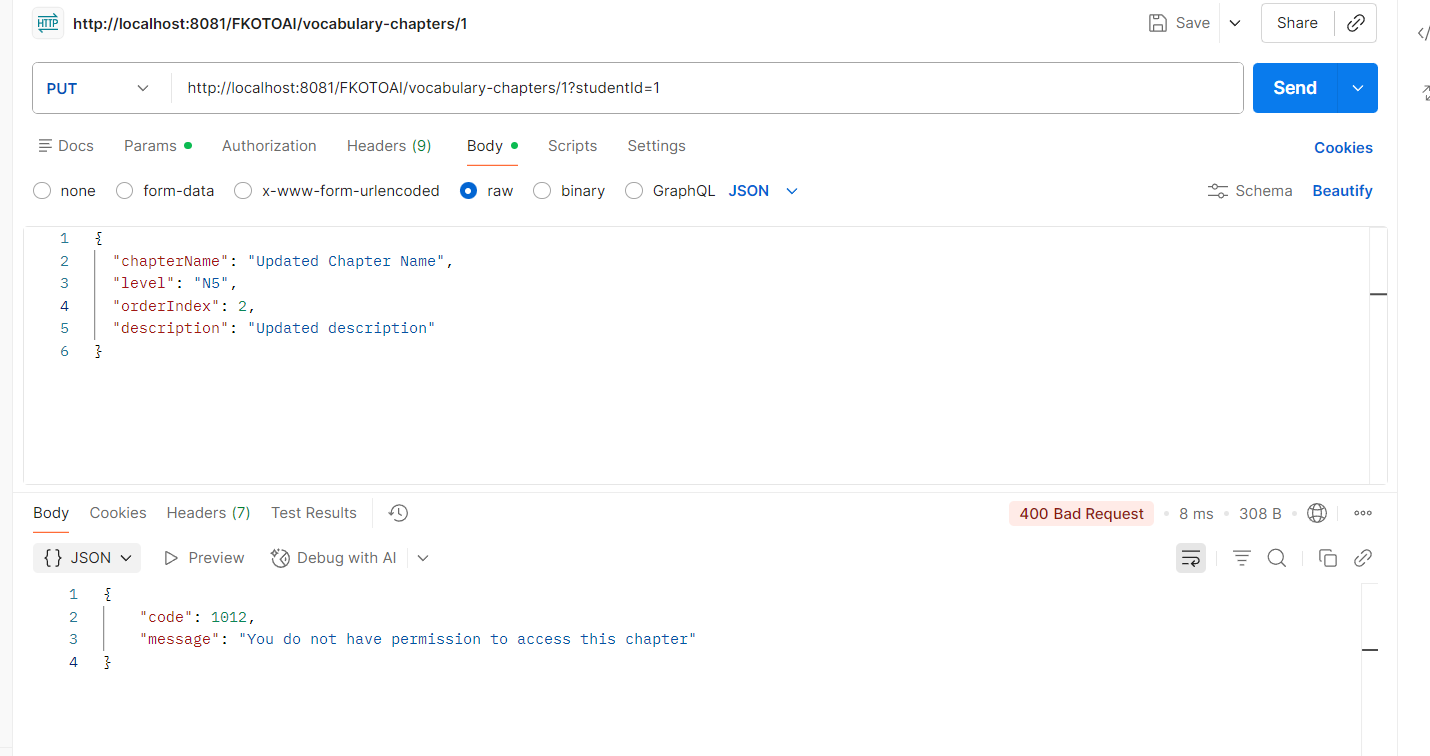 HTTP http://localhost:8081/FKOTOAI/vocabulary-chapters/1 Save Share
PUT http://localhost:8081/FKOTOAI/vocabulary-chapters/1?studentId=1 Send
Docs Params Authorization Headers (9) Body Scripts Settings Cookies
none form-data x-www-form-urlencoded raw binary GraphQL JSON Schema Beautify
1 {
2 "chapterName": "Updated Chapter Name",
3 "level": "N5",
4 "orderIndex": 2,
5 "description": "Updated description"
6 }
Body Cookies Headers (7) Test Results 400 Bad Request 8 ms 308 B
{} JSON Preview Debug with AI
1 {
2 "code": 1012,
3 "message": "You do not have permission to access this chapter"
4 }